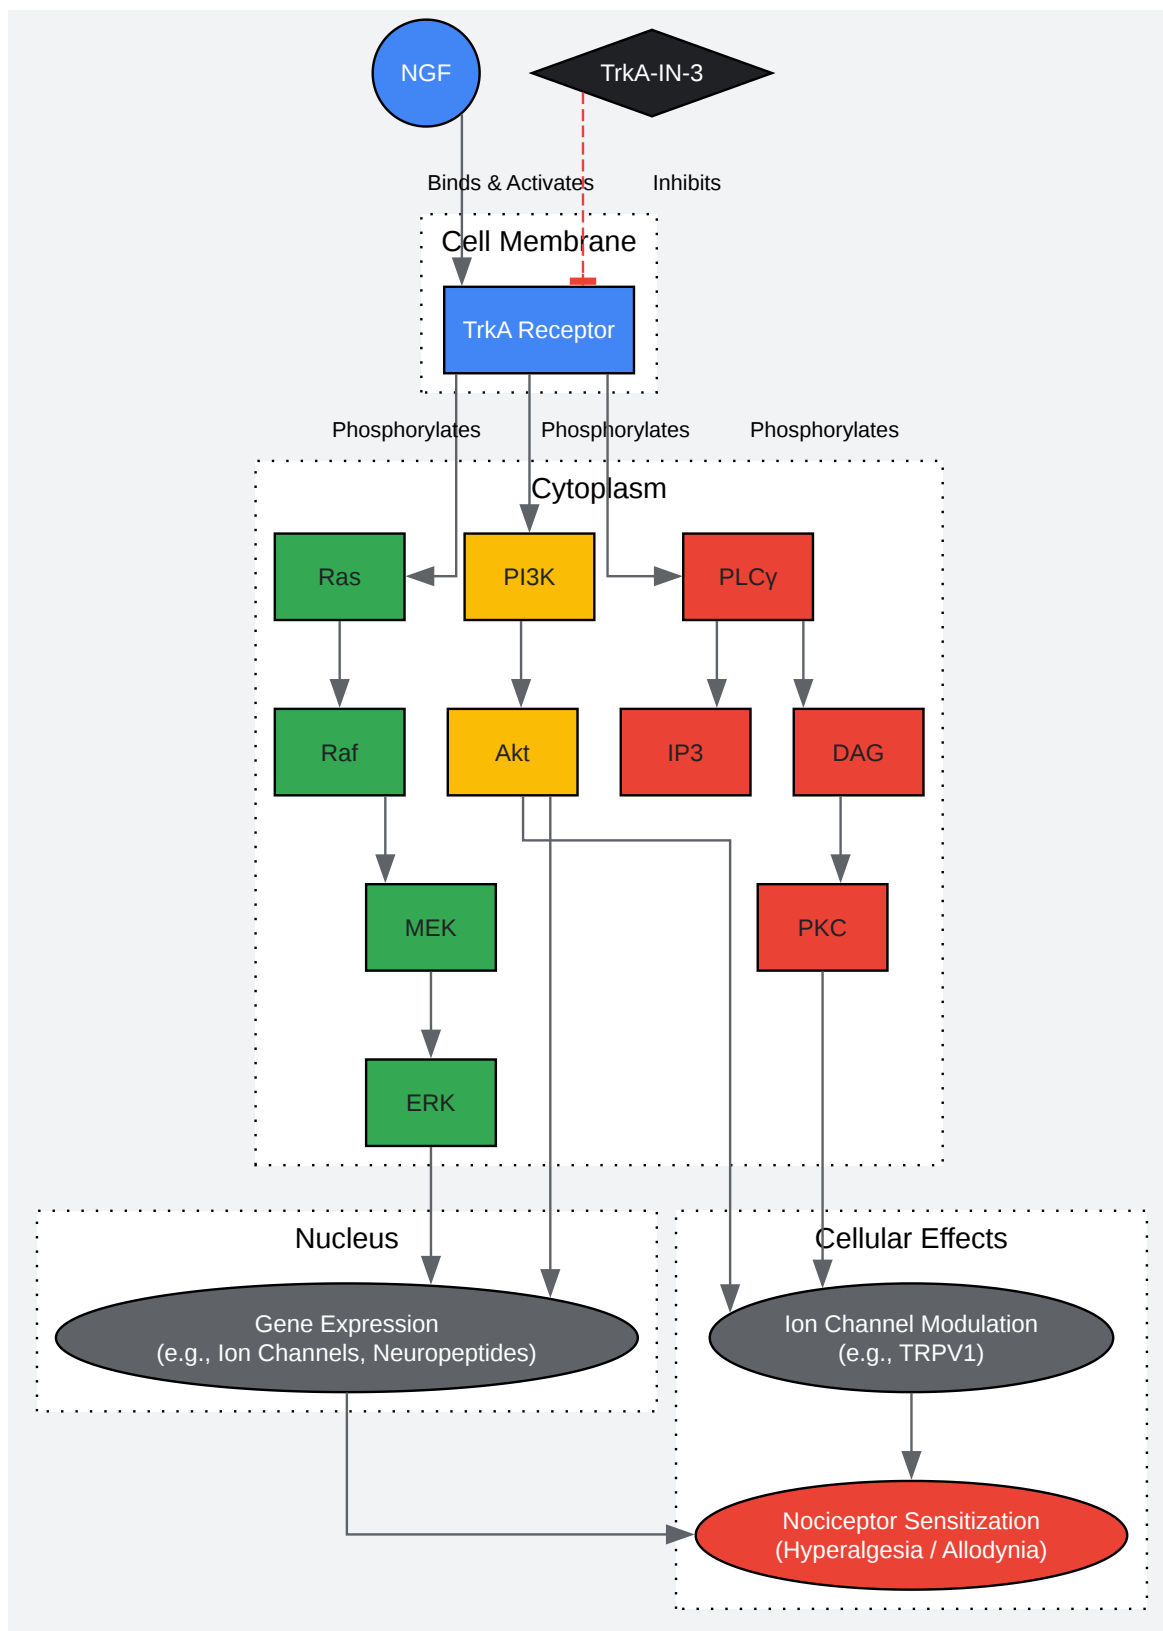 NGF
TrkA-IN-3
Binds & Activates
Inhibits
Cell Membrane
TrkA Receptor
Phosphorylates
Phosphorylates
Phosphorylates
Cytoplasm
Ras
PI3K
PLCγ
Raf
Akt
IP3
DAG
MEK
PKC
ERK
Nucleus
Cellular Effects
Gene Expression
(e.g., Ion Channels, Neuropeptides)
Ion Channel Modulation
(e.g., TRPV1)
Nociceptor Sensitization
(Hyperalgesia / Allodynia)